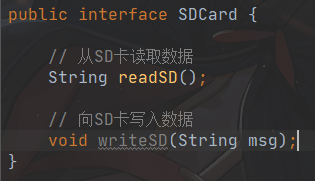 public interface SDCard {
// 从SD卡读取数据
String readSD();
// 向SD卡写入数据
void writeSD(String msg);
}